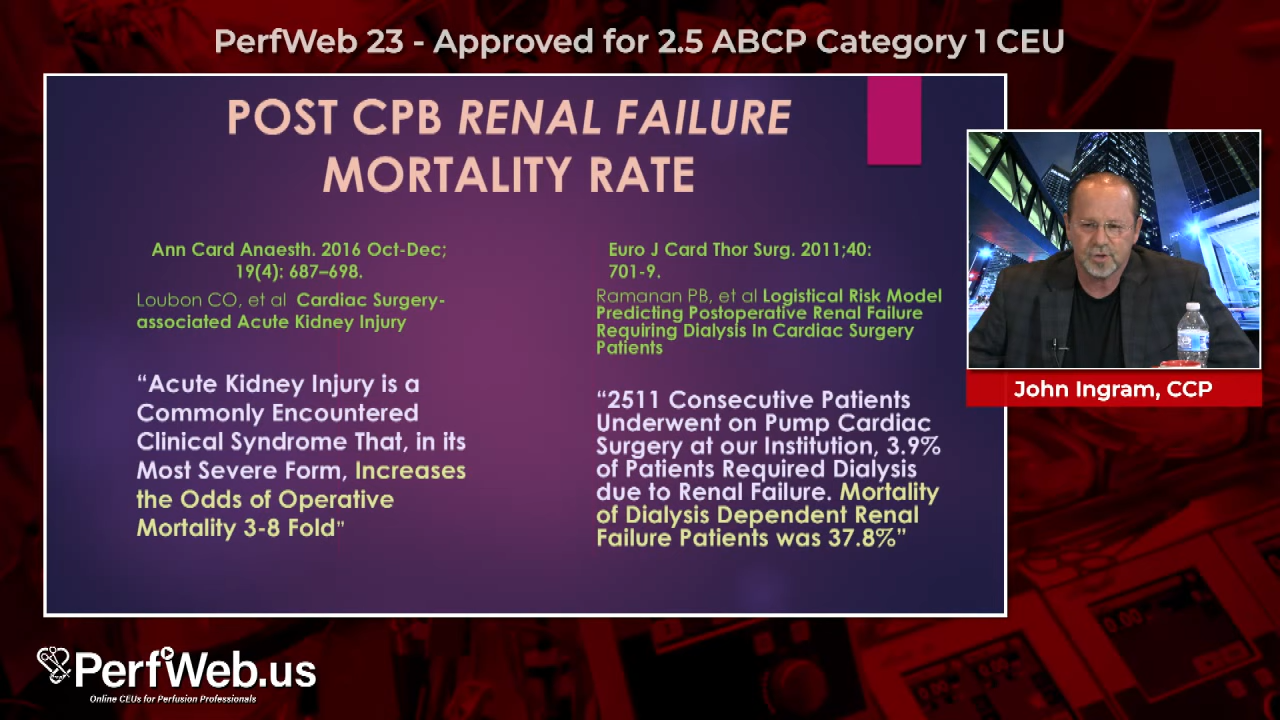 PerfWeb 23 - Approved for 2.5 ABCP Category 1 CEU
POST CPB RENAL FAILURE
MORTALITY RATE
Ann Card Anaesth. 2016 Oct-Dec;
19(4): 687–698.
Loubon CO, et al Cardiac Surgery-
associated Acute Kidney Injury
“Acute Kidney Injury is a
Commonly Encountered
Clinical Syndrome That, in its
Most Severe Form, Increases
the Odds of Operative
Mortality 3-8 Fold”
Euro J Card Thor Surg. 2011;40:
701-9.
Ramanan PB, et al Logistical Risk Model
Predicting Postoperative Renal Failure
Requiring Dialysis In Cardiac Surgery
Patients
“2511 Consecutive Patients
Underwent on Pump Cardiac
Surgery at our Institution, 3.9%
of Patients Required Dialysis
due to Renal Failure. Mortality
of Dialysis Dependent Renal
Failure Patients was 37.8%”
John Ingram, CCP
PerfWeb.us
Online CEUs for Perfusion Professionals